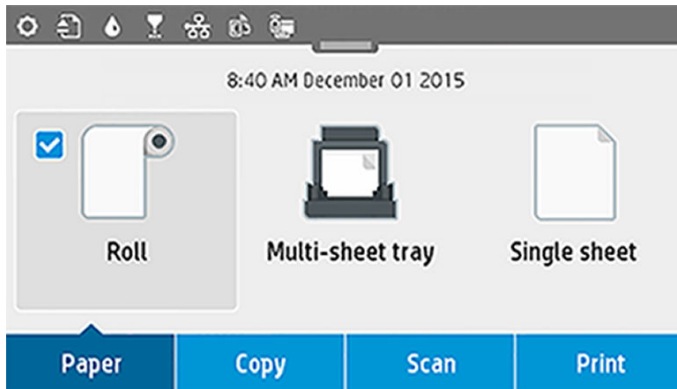 8:40 AM December 01 2015
Roll
Multi-sheet tray
Single sheet
Paper
Copy
Scan
Print